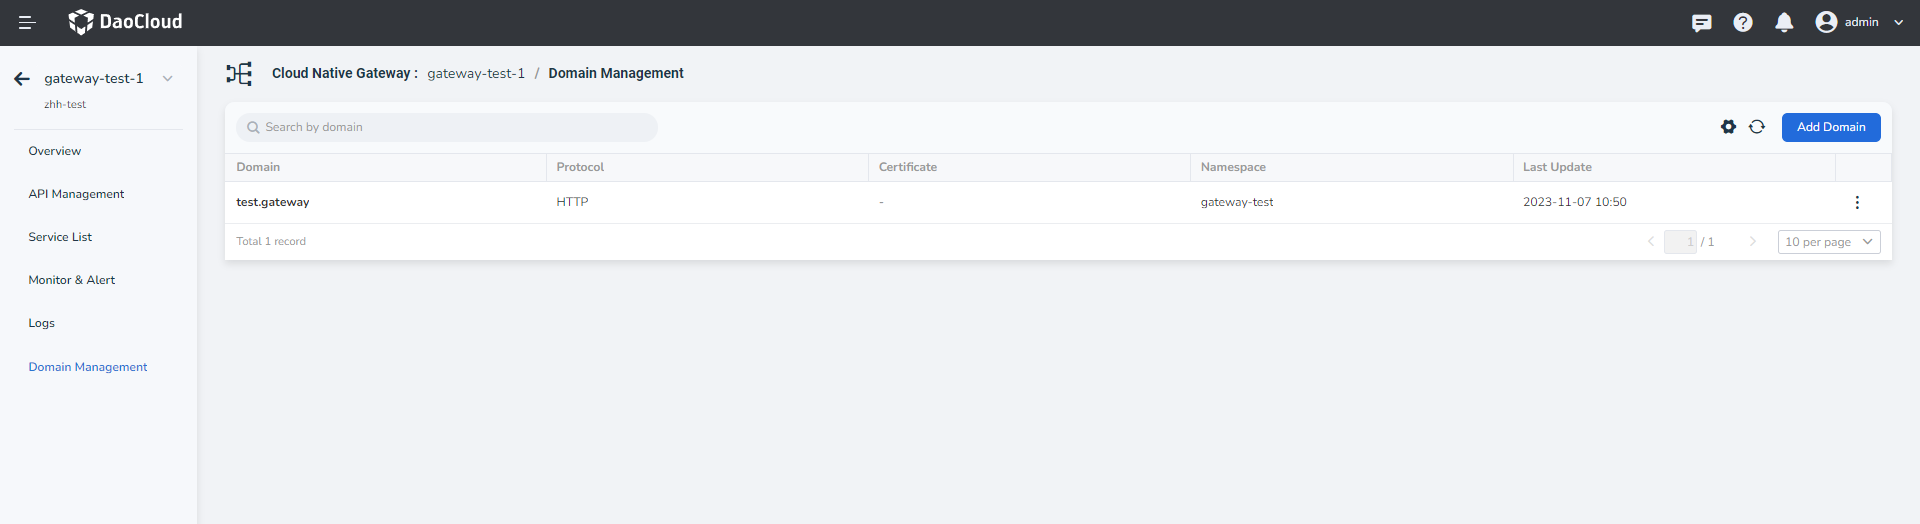 DaoCloud
admin
gateway-test-1
zhh-test
Overview
API Management
Service List
Monitor & Alert
Logs
Domain Management
Cloud Native Gateway : gateway-test-1 / Domain Management
Search by domain
Add Domain
Domain Protocol Certificate Namespace Last Update
test.gateway HTTP - gateway-test 2023-11-07 10:50
Total 1 record
1 / 1
10 per page